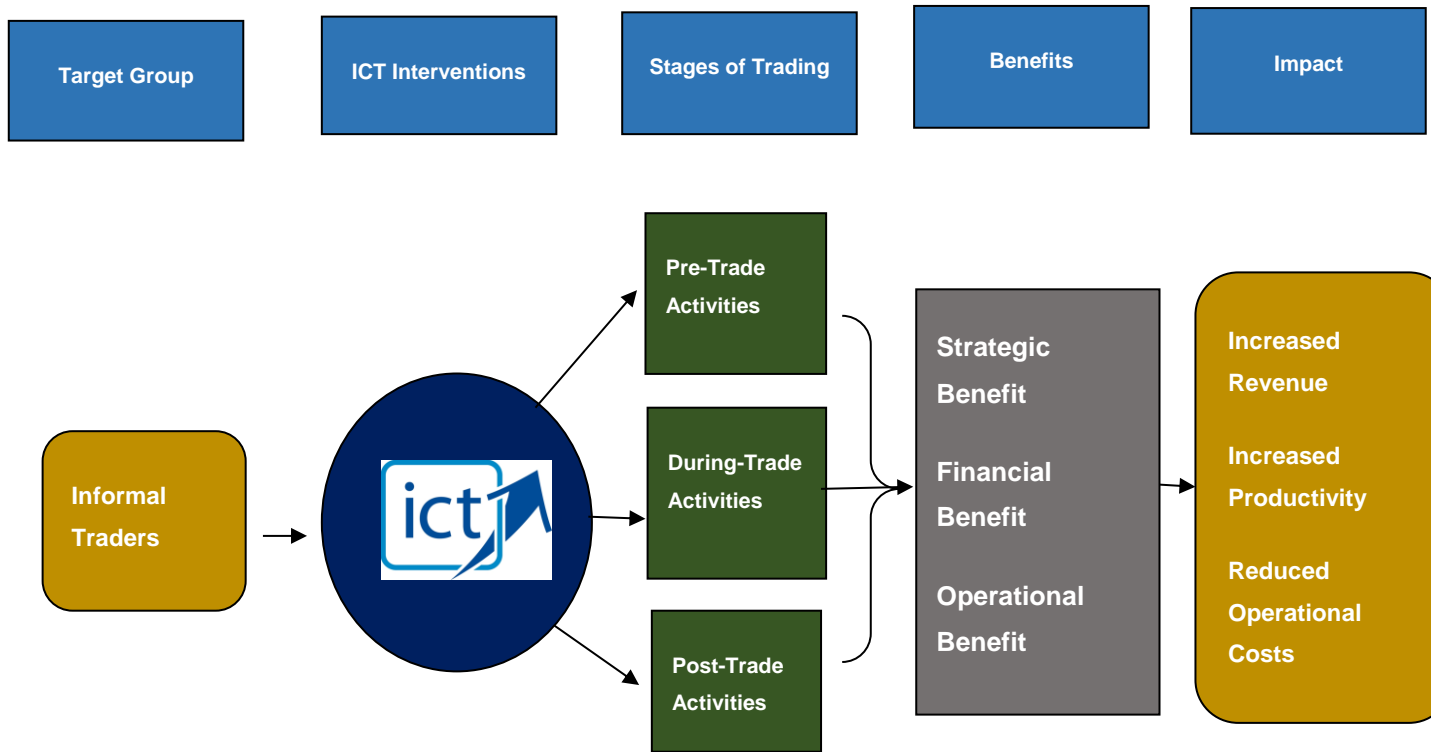 Target Group
ICT Interventions
Stages of Trading
Benefits
Impact
Informal
Traders
ict
Pre-Trade
Activities
During-Trade
Activities
Post-Trade
Activities
Strategic
Benefit
Financial
Benefit
Operational
Benefit
Increased
Revenue
Increased
Productivity
Reduced
Operational
Costs